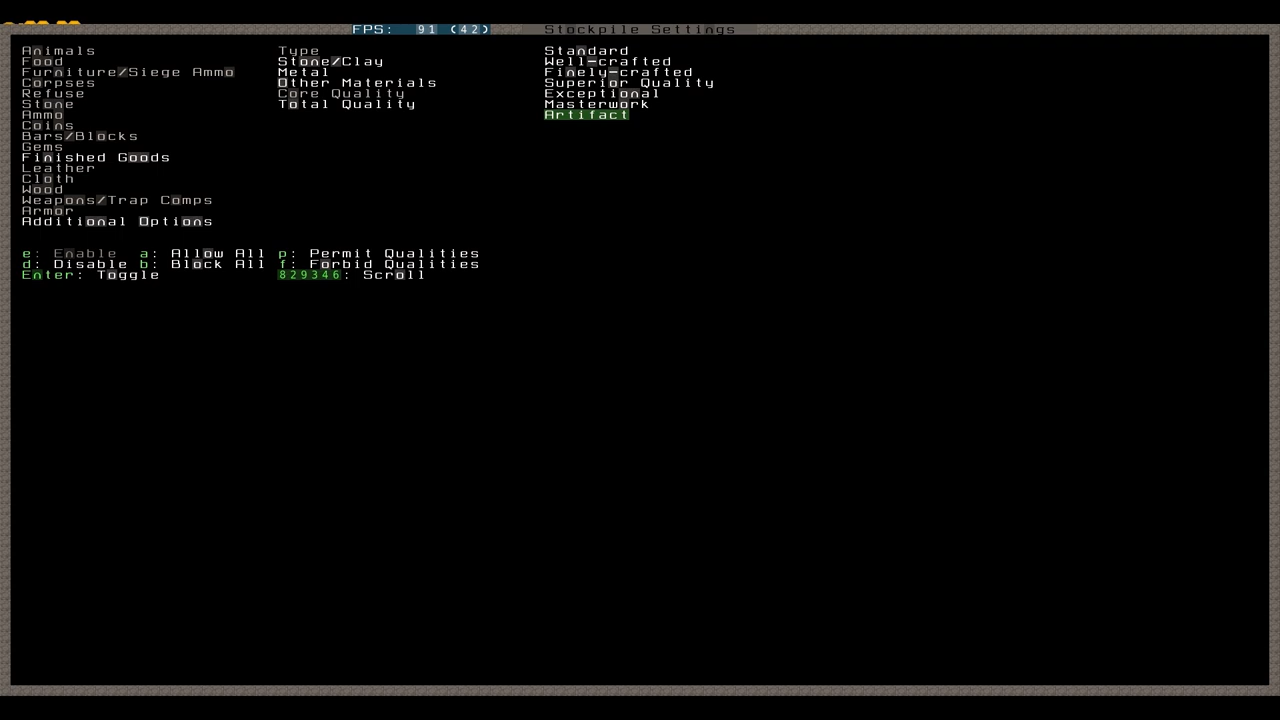 FPS: 91 (42) Stockpile Settings
Animals Type Standard
Food Stone/Clay Well-crafted
Furniture/Siege Ammo Metal Finely-crafted
Corpses Other Materials Superior Quality
Refuse Core Quality Exceptional
Stone Total Quality Masterwork
Ammo Artifact
Coins
Bars/Blocks
Gems
Finished Goods
Leather
Cloth
Wood
Weapons/Trap Comps
Armor
Additional Options
e: Enable a: Allow All p: Permit Qualities
d: Disable b: Block All f: Forbid Qualities
Enter: Toggle 829346: Scroll